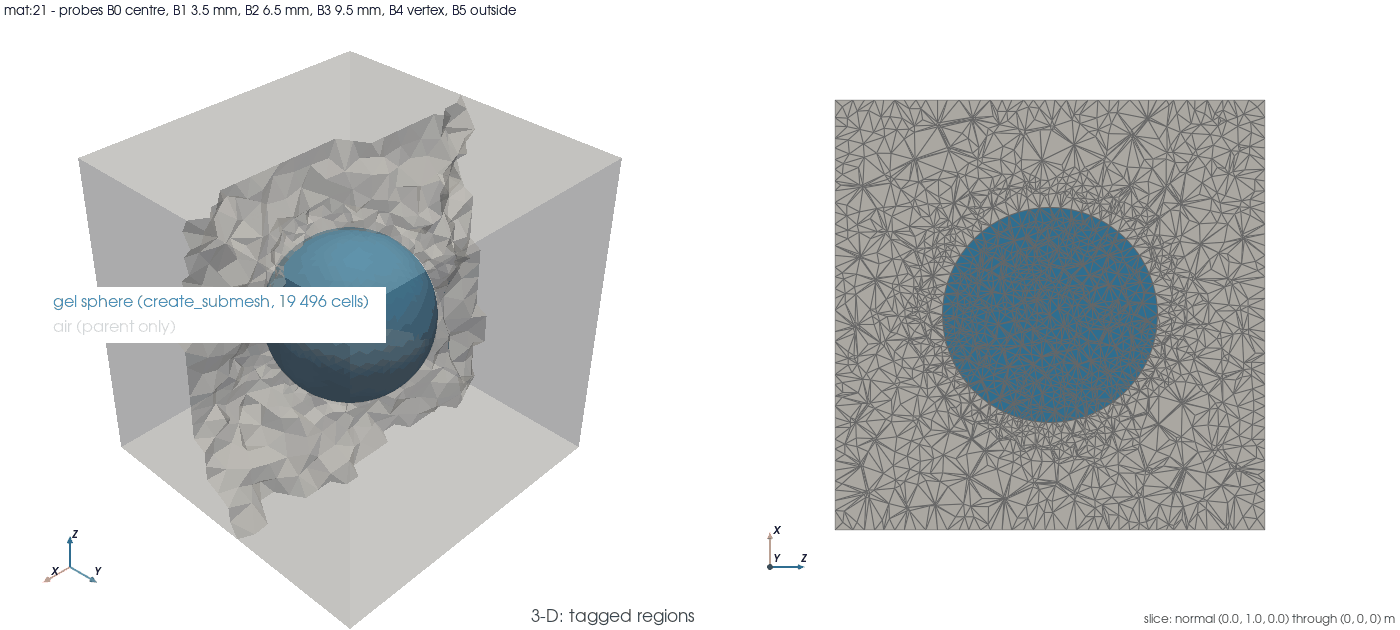 mat:21 - probes B0 centre, B1 3.5 mm, B2 6.5 mm, B3 9.5 mm, B4 vertex, B5 outside
gel sphere (create_submesh, 19 496 cells)
air (parent only)
Z
X
Y
X
Y
Z
3-D: tagged regions
slice: normal (0.0, 1.0, 0.0) through (0, 0, 0) m